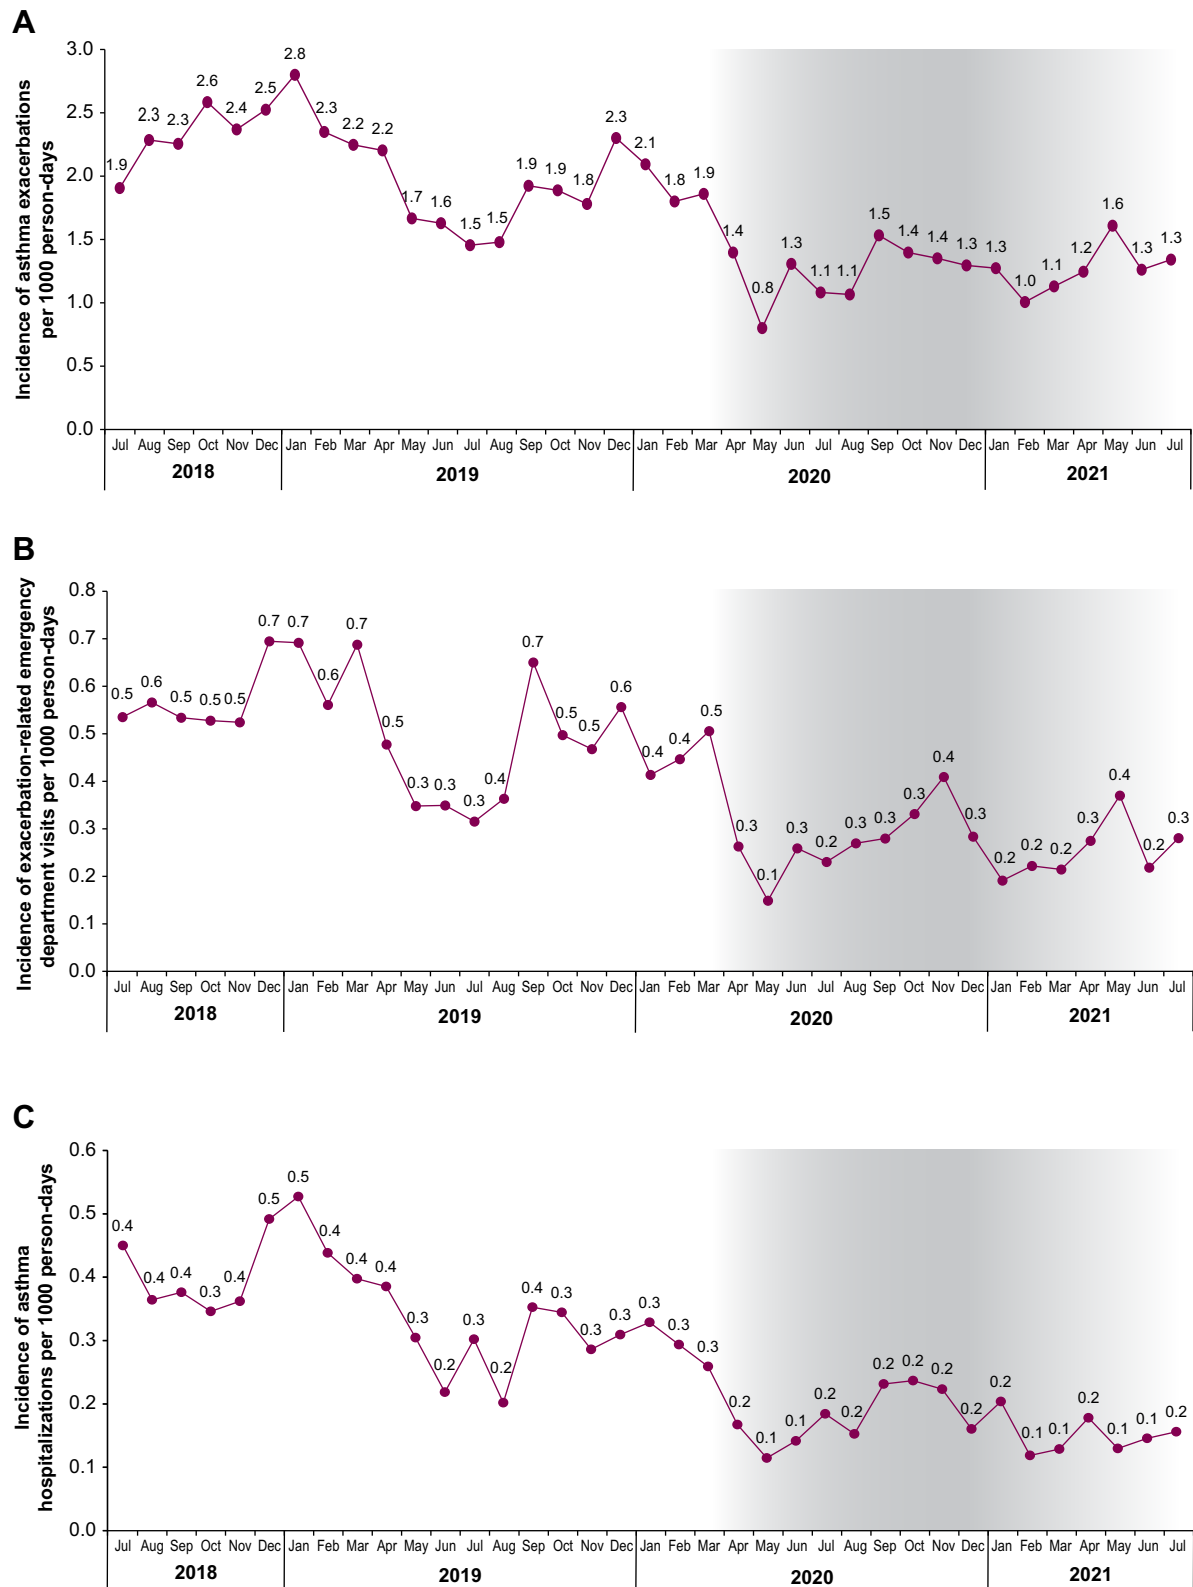 A
Incidence of asthma exacerbations
per 1000 person-days
3.0
2.5
2.0
1.5
1.0
0.5
0.0
1.9 2.3 2.3 2.6 2.4 2.5 2.8 2.3 2.2 2.2 1.7 1.6 1.5 1.5 1.9 1.9 1.8 2.3 2.1 1.8 1.9 1.4 0.8 1.3 1.1 1.1 1.5 1.4 1.4 1.3 1.3 1.0 1.1 1.2 1.6 1.3 1.3
Jul Aug Sep Oct Nov Dec Jan Feb Mar Apr May Jun Jul Aug Sep Oct Nov Dec Jan Feb Mar Apr May Jun Jul Aug Sep Oct Nov Dec Jan Feb Mar Apr May Jun Jul
2018 2019 2020 2021
B
Incidence of exacerbation-related emergency
department visits per 1000 person-days
0.8
0.7
0.6
0.5
0.4
0.3
0.2
0.1
0.0
0.5 0.6 0.5 0.5 0.5 0.7 0.7 0.6 0.7 0.5 0.3 0.3 0.3 0.4 0.7 0.5 0.5 0.6 0.4 0.4 0.5 0.3 0.1 0.3 0.2 0.3 0.3 0.3 0.4 0.3 0.2 0.2 0.2 0.3 0.4 0.2 0.3
Jul Aug Sep Oct Nov Dec Jan Feb Mar Apr May Jun Jul Aug Sep Oct Nov Dec Jan Feb Mar Apr May Jun Jul Aug Sep Oct Nov Dec Jan Feb Mar Apr May Jun Jul
2018 2019 2020 2021
C
Incidence of asthma
hospitalizations per 1000 person-days
0.6
0.5
0.4
0.3
0.2
0.1
0.0
0.4 0.4 0.4 0.3 0.4 0.5 0.5 0.4 0.4 0.4 0.3 0.2 0.3 0.2 0.4 0.3 0.3 0.3 0.3 0.3 0.3 0.2 0.1 0.1 0.2 0.2 0.2 0.2 0.2 0.2 0.2 0.1 0.1 0.2 0.1 0.1 0.2
Jul Aug Sep Oct Nov Dec Jan Feb Mar Apr May Jun Jul Aug Sep Oct Nov Dec Jan Feb Mar Apr May Jun Jul Aug Sep Oct Nov Dec Jan Feb Mar Apr May Jun Jul
2018 2019 2020 2021